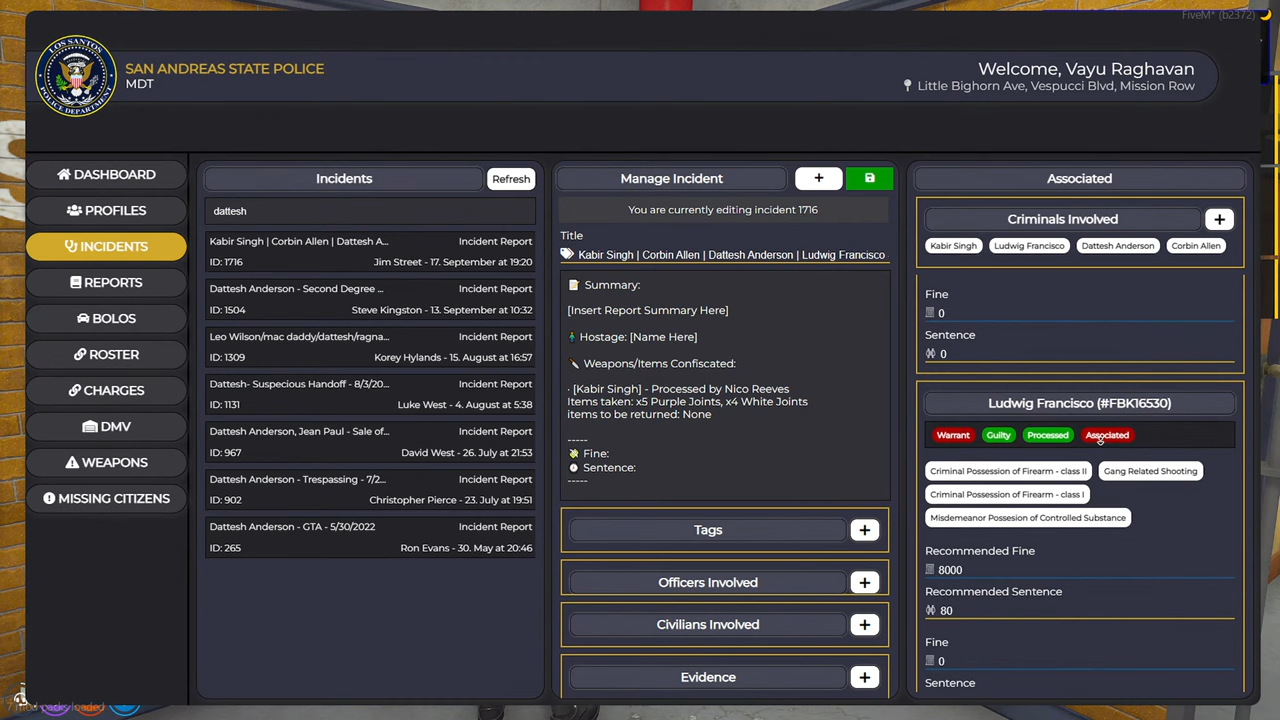 FiveM* (b2372)
LOS SANTOS
POLICE DEPARTMENT
SAN ANDREAS STATE POLICE
MDT
Welcome, Vayu Raghavan
Little Bighorn Ave, Vespucci Blvd, Mission Row
DASHBOARD
PROFILES
INCIDENTS
REPORTS
BOLOS
ROSTER
CHARGES
DMV
WEAPONS
MISSING CITIZENS
Incidents
Refresh
dattesh
Kabir Singh | Corbin Allen | Dattesh A... Incident Report
ID: 1716 Jim Street - 17. September at 19:20
Dattesh Anderson - Second Degree ... Incident Report
ID: 1504 Steve Kingston - 13. September at 10:32
Leo Wilson/mac daddy/dattesh/ragna... Incident Report
ID: 1309 Korey Hylands - 15. August at 16:57
Dattesh- Suspecious Handoff - 8/3/20... Incident Report
ID: 1131 Luke West - 4. August at 5:38
Dattesh Anderson, Jean Paul - Sale of... Incident Report
ID: 967 David West - 26. July at 21:53
Dattesh Anderson - Trespassing - 7/2... Incident Report
ID: 902 Christopher Pierce - 23. July at 19:51
Dattesh Anderson - GTA - 5/30/2022 Incident Report
ID: 265 Ron Evans - 30. May at 20:46
Manage Incident
+
You are currently editing incident 1716
Title
Kabir Singh | Corbin Allen | Dattesh Anderson | Ludwig Francisco
Summary:
[Insert Report Summary Here]
Hostage: [Name Here]
Weapons/Items Confiscated:
· [Kabir Singh] - Processed by Nico Reeves
Items taken: x5 Purple Joints, x4 White Joints
items to be returned: None
-----
Fine:
Sentence:
-----
Tags +
Officers Involved +
Civilians Involved +
Evidence +
Associated
Criminals Involved +
Kabir Singh Ludwig Francisco Dattesh Anderson Corbin Allen
Fine
0
Sentence
0
Ludwig Francisco (#FBK16530)
Warrant Guilty Processed Associated
Criminal Possession of Firearm - class II Gang Related Shooting
Criminal Possession of Firearm - class I
Misdemeanor Possesion of Controlled Substance
Recommended Fine
8000
Recommended Sentence
80
Fine
0
Sentence
7 mod packs loaded